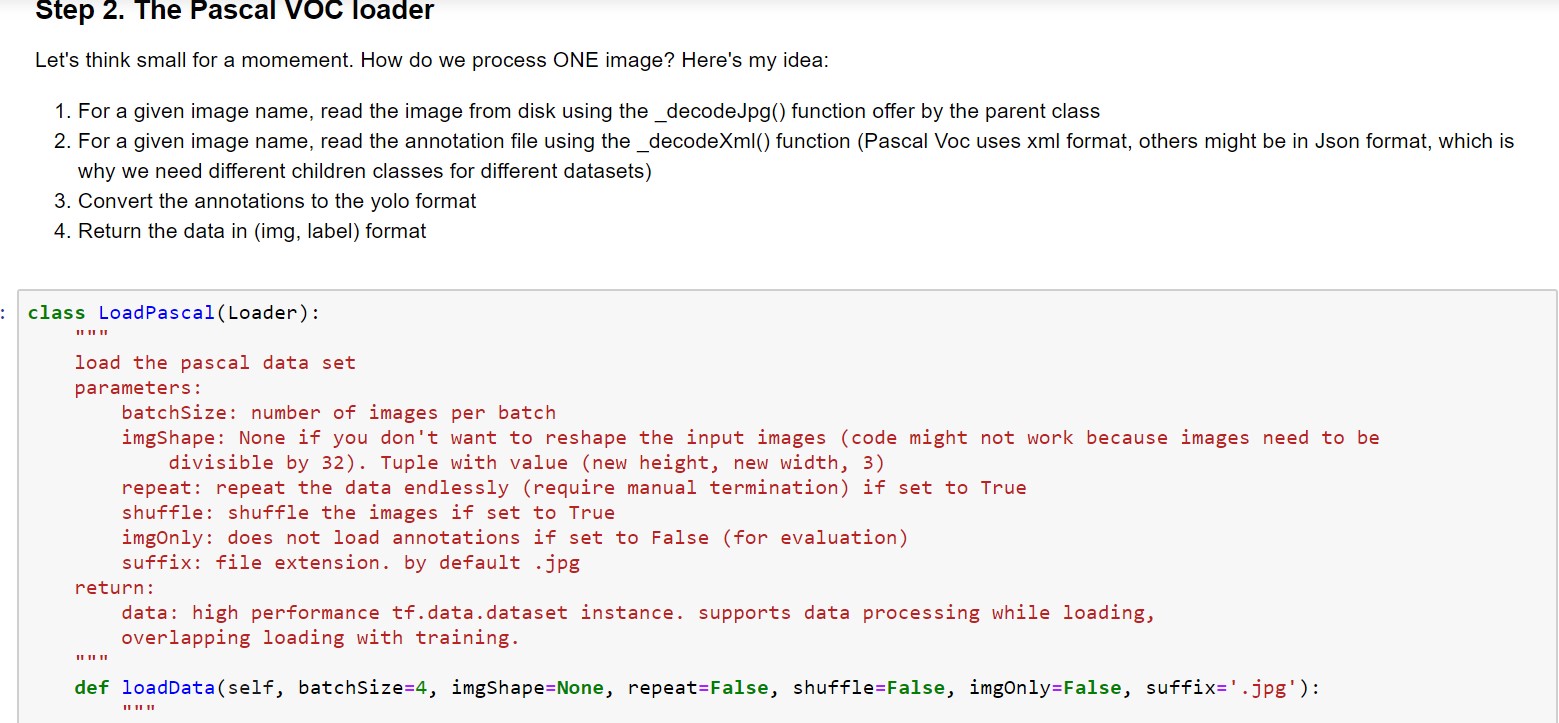 Step 2. The Pascal VOC loader
Let's think small for a momement. How do we process ONE image? Here's my idea:
1. For a given image name, read the image from disk using the _decodeJpg() function offer by the parent class
2. For a given image name, read the annotation file using the _decodeXml() function (Pascal Voc uses xml format, others might be in Json format, which is
why we need different children classes for different datasets)
3. Convert the annotations to the yolo format
4. Return the data in (img, label) format
:
class LoadPascal(Loader):
"""
load the pascal data set
parameters:
batchSize: number of images per batch
imgShape: None if you don't want to reshape the input images (code might not work because images need to be
divisible by 32). Tuple with value (new height, new width, 3)
repeat: repeat the data endlessly (require manual termination) if set to True
shuffle: shuffle the images if set to True
imgOnly: does not load annotations if set to False (for evaluation)
suffix: file extension. by default .jpg
return:
data: high performance tf.data.dataset instance. supports data processing while loading,
overlapping loading with training.
"""
def loadData(self, batchSize=4, imgShape=None, repeat=False, shuffle=False, imgOnly=False, suffix='.jpg'):
"""